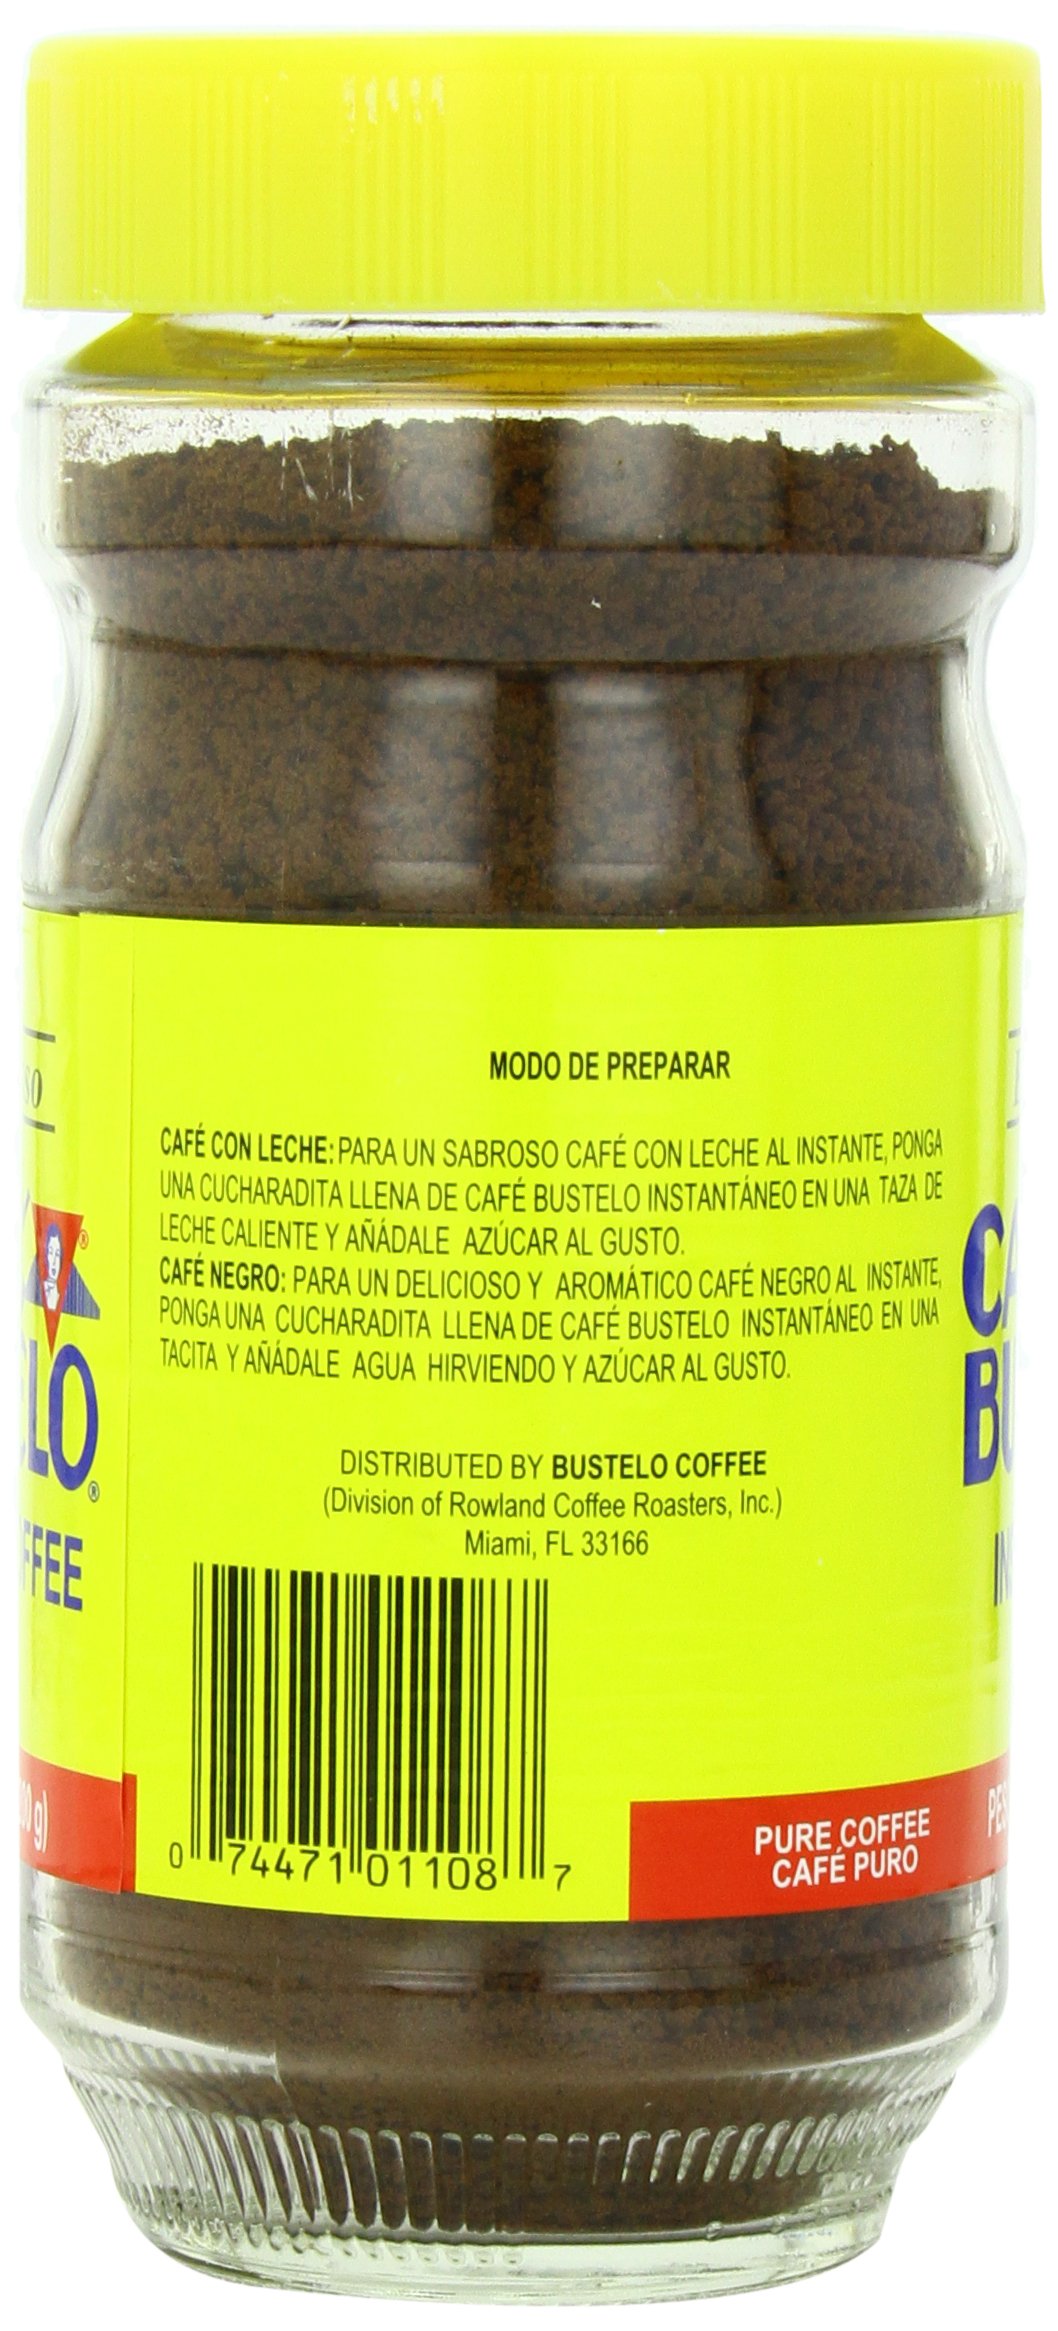 MODO DE PREPARAR
CAFÉ CON LECHE: PARA UN SABROSO CAFÉ CON LECHE AL INSTANTE, PONGA
UNA CUCHARADITA LLENA DE CAFÉ BUSTELO INSTANTÁNEO EN UNA TAZA DE
LECHE CALIENTE Y AÑÁDALE AZÚCAR AL GUSTO.
CAFÉ NEGRO: PARA UN DELICIOSO Y AROMÁTICO CAFÉ NEGRO AL INSTANTE,
PONGA UNA CUCHARADITA LLENA DE CAFÉ BUSTELO INSTANTÁNEO EN UNA
TACITA Y AÑÁDALE AGUA HIRVIENDO Y AZÚCAR AL GUSTO.
DISTRIBUTED BY BUSTELO COFFEE
(Division of Rowland Coffee Roasters, Inc.)
Miami, FL 33166
0 74471 01108 7
PURE COFFEE
CAFÉ PURO